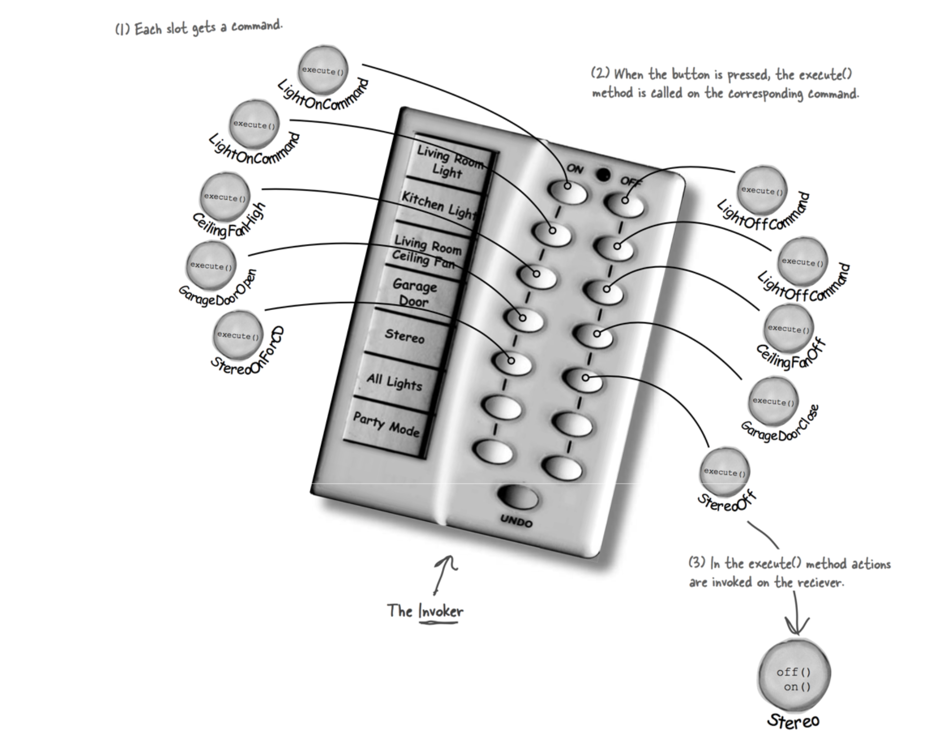 (1) Each slot gets a command.
execute()
LightOnCommand
execute()
LightOnCommand
execute()
CeilingFanHigh
execute()
GarageDoorOpen
execute()
StereoOnForCD
(2) When the button is pressed, the execute()
method is called on the corresponding command.
Living Room
Light
Kitchen Light
Living Room
Ceiling Fan
Garage
Door
Stereo
All Lights
Party Mode
ON
OFF
UNDO
execute()
LightOffCommand
execute()
LightOffCommand
execute()
CeilingFanOff
execute()
GarageDoorClose
execute()
StereoOff
The Invoker
(3) In the execute() method actions
are invoked on the reciever.
off()
on()
Stereo